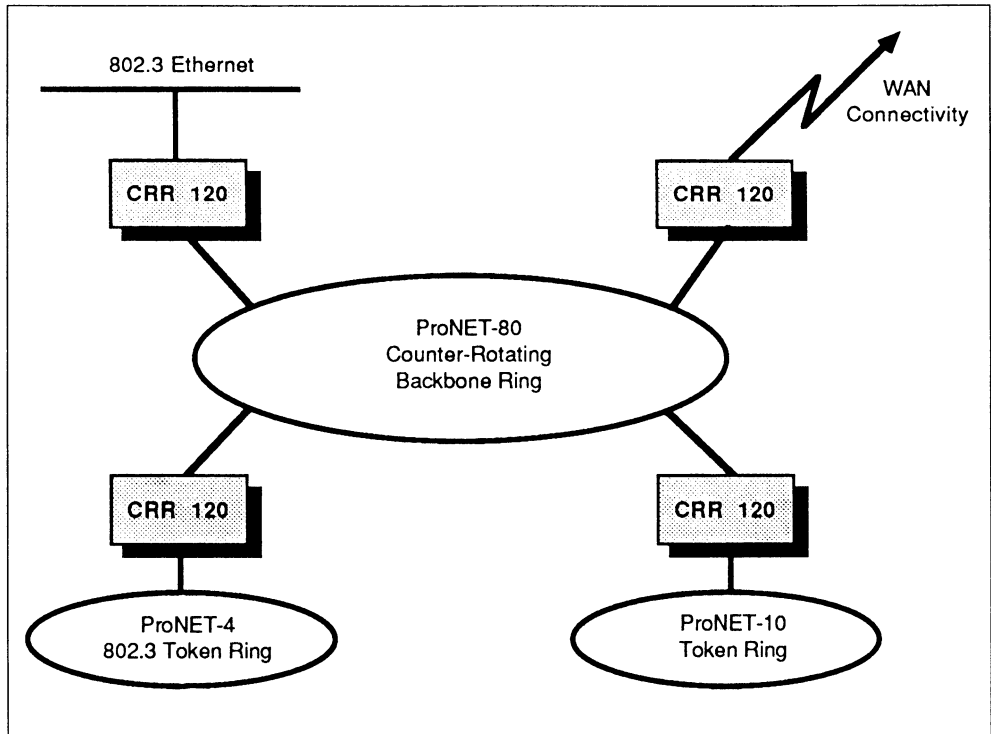 802.3 Ethernet
WAN
Connectivity
CRR 120
CRR 120
ProNET-80
Counter-Rotating
Backbone Ring
CRR 120
CRR 120
ProNET-4
802.3 Token Ring
ProNET-10
Token Ring